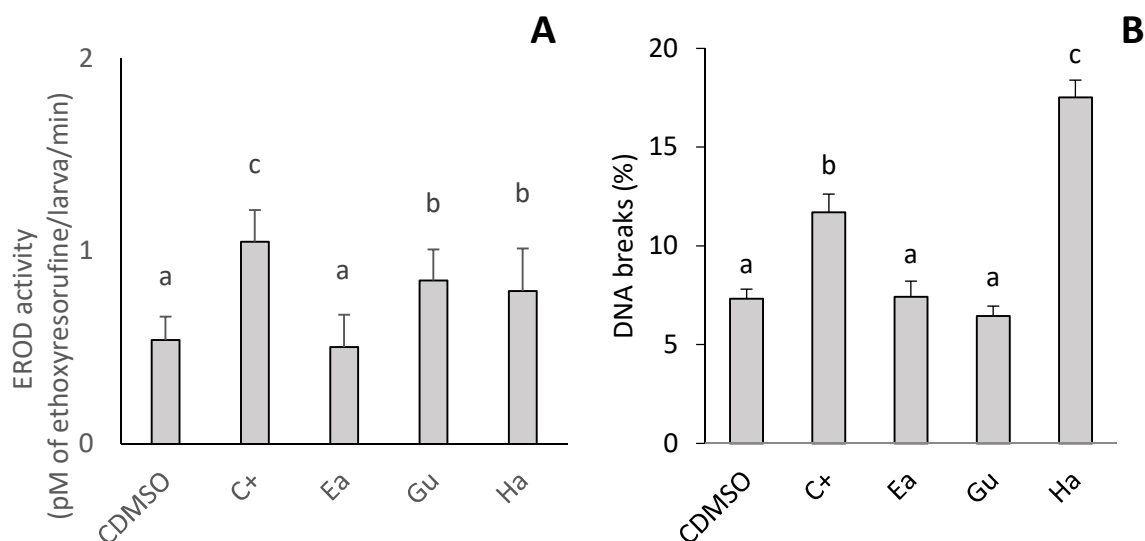 A
EROD activity
(pM of ethoxyresorufine/larva/min)
2
1
0
a
c
a
b
b
CDMSO
C+
Ea
Gu
Ha
B
DNA breaks (%)
20
15
10
5
0
a
b
a
a
c
CDMSO
C+
Ea
Gu
Ha